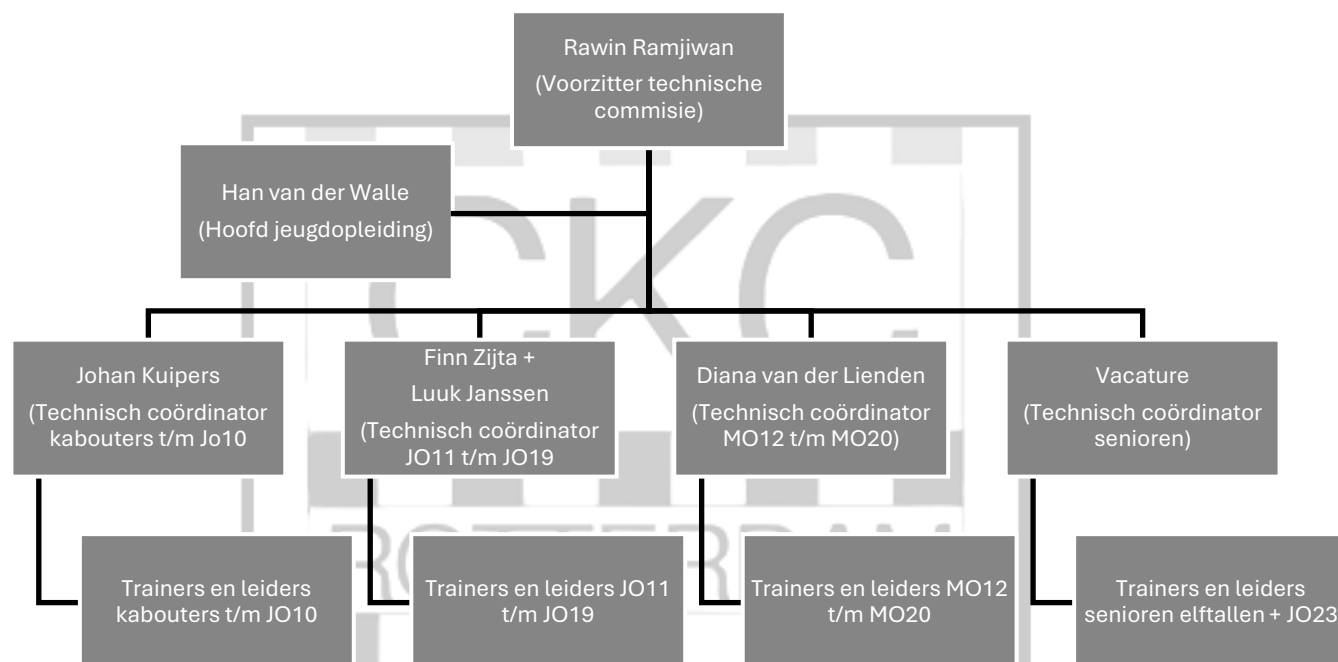 Rawin Ramjiwan
(Voorzitter technische
commisie)
Han van der Walle
(Hoofd jeugdopleiding)
Johan Kuipers
(Technisch coördinator
kabouters t/m Jo10
Finn Zijta +
Luuk Janssen
(Technisch coördinator
JO11 t/m JO19
Diana van der Lienden
(Technisch coördinator
MO12 t/m MO20)
Vacature
(Technisch coördinator
senioren)
CKC
ROTTERDAM
Trainers en leiders
kabouters t/m JO10
Trainers en leiders JO11
t/m JO19
Trainers en leiders MO12
t/m MO20
Trainers en leiders
senioren elftallen + JO23